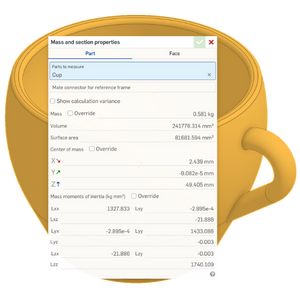 Mass and section properties
Part Face
Parts to measure
Cup
Mate connector for reference frame
Show calculation variance
Mass Override 0.581 kg
Volume 241778.314 mm³
Surface area 81681.594 mm²
Center of mass Override
X 2.439 mm
Y -9.082e-5 mm
Z 49.405 mm
Mass moments of inertia (kg mm²) Override
Lxx 1327.833 Lxy -2.895e-4
Lxz -21.886
Lyx -2.895e-4 Lyy 1433.088
Lyz -0.003
Lzx -21.886 Lzy -0.003
Lzz 1740.109